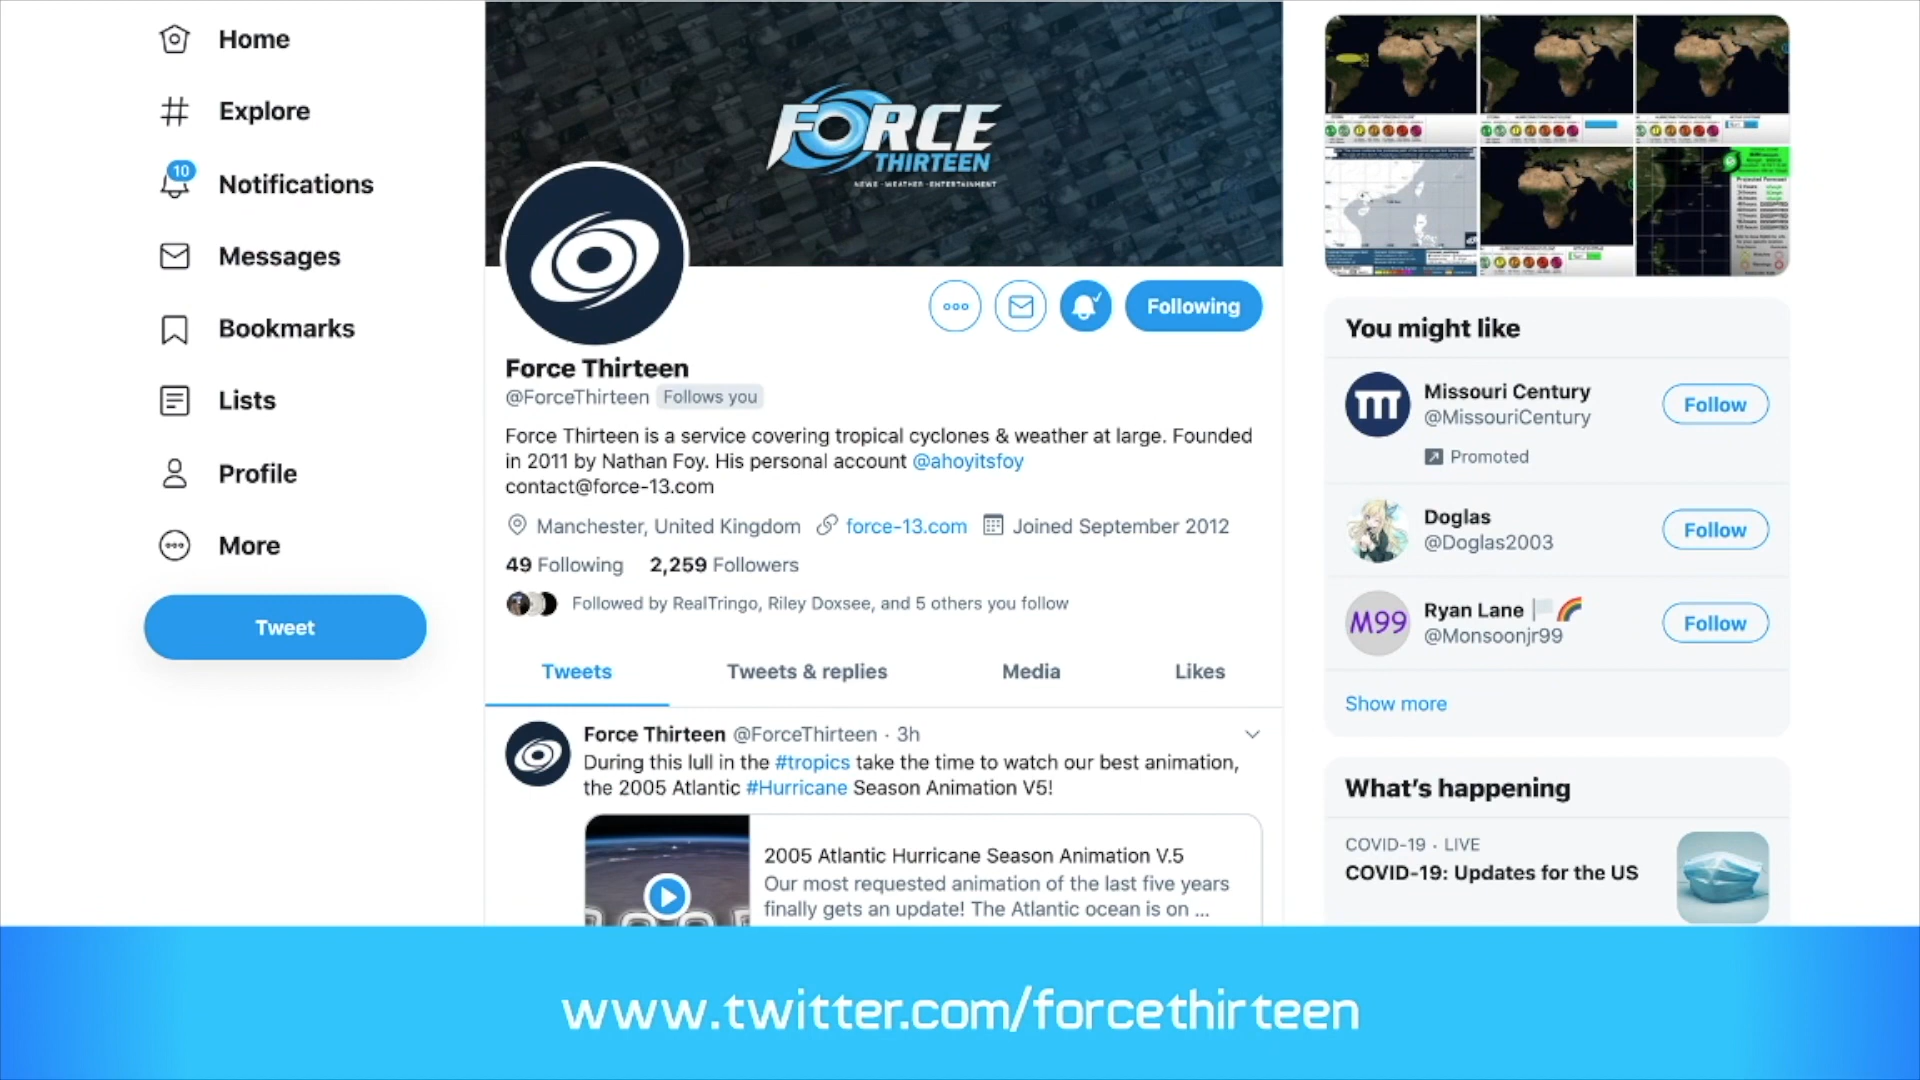 Home
Explore
10
Notifications
Messages
Bookmarks
Lists
Profile
More
Tweet
FORCE
THIRTEEN
NEWS · WEATHER · ENTERTAINMENT
Following
Force Thirteen
@ForceThirteen Follows you
Force Thirteen is a service covering tropical cyclones & weather at large. Founded
in 2011 by Nathan Foy. His personal account @ahoyitsfoy
contact@force-13.com
Manchester, United Kingdom force-13.com Joined September 2012
49 Following 2,259 Followers
Followed by RealTringo, Riley Doxsee, and 5 others you follow
Tweets Tweets & replies Media Likes
Force Thirteen @ForceThirteen · 3h
During this lull in the #tropics take the time to watch our best animation,
the 2005 Atlantic #Hurricane Season Animation V5!
2005 Atlantic Hurricane Season Animation V.5
Our most requested animation of the last five years
finally gets an update! The Atlantic ocean is on ...
You might like
Missouri Century
@MissouriCentury
Follow
Promoted
Doglas
@Doglas2003
Follow
M99
Ryan Lane
@Monsoonjr99
Follow
Show more
What's happening
COVID-19 · LIVE
COVID-19: Updates for the US
www.twitter.com/forcethirteen